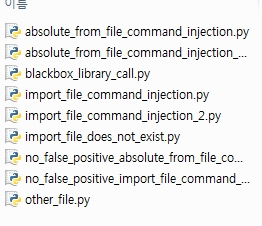 이름
absolute_from_file_command_injection.py
absolute_from_file_command_injection_...
blackbox_library_call.py
import_file_command_injection.py
import_file_command_injection_2.py
import_file_does_not_exist.py
no_false_positive_absolute_from_file_co...
no_false_positive_import_file_command_...
other_file.py